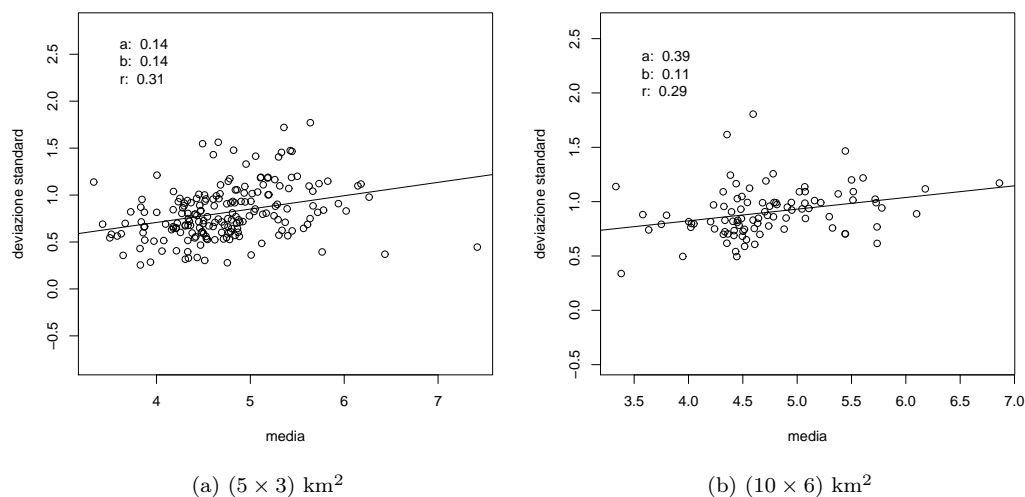 a: 0.14
b: 0.14
r: 0.31
deviazione standard
2.5
2.0
1.5
1.0
0.5
0.0
−0.5
4 5 6 7
media
(a) (5 × 3) km²
a: 0.39
b: 0.11
r: 0.29
deviazione standard
2.5
2.0
1.5
1.0
0.5
0.0
−0.5
3.5 4.0 4.5 5.0 5.5 6.0 6.5 7.0
media
(b) (10 × 6) km²